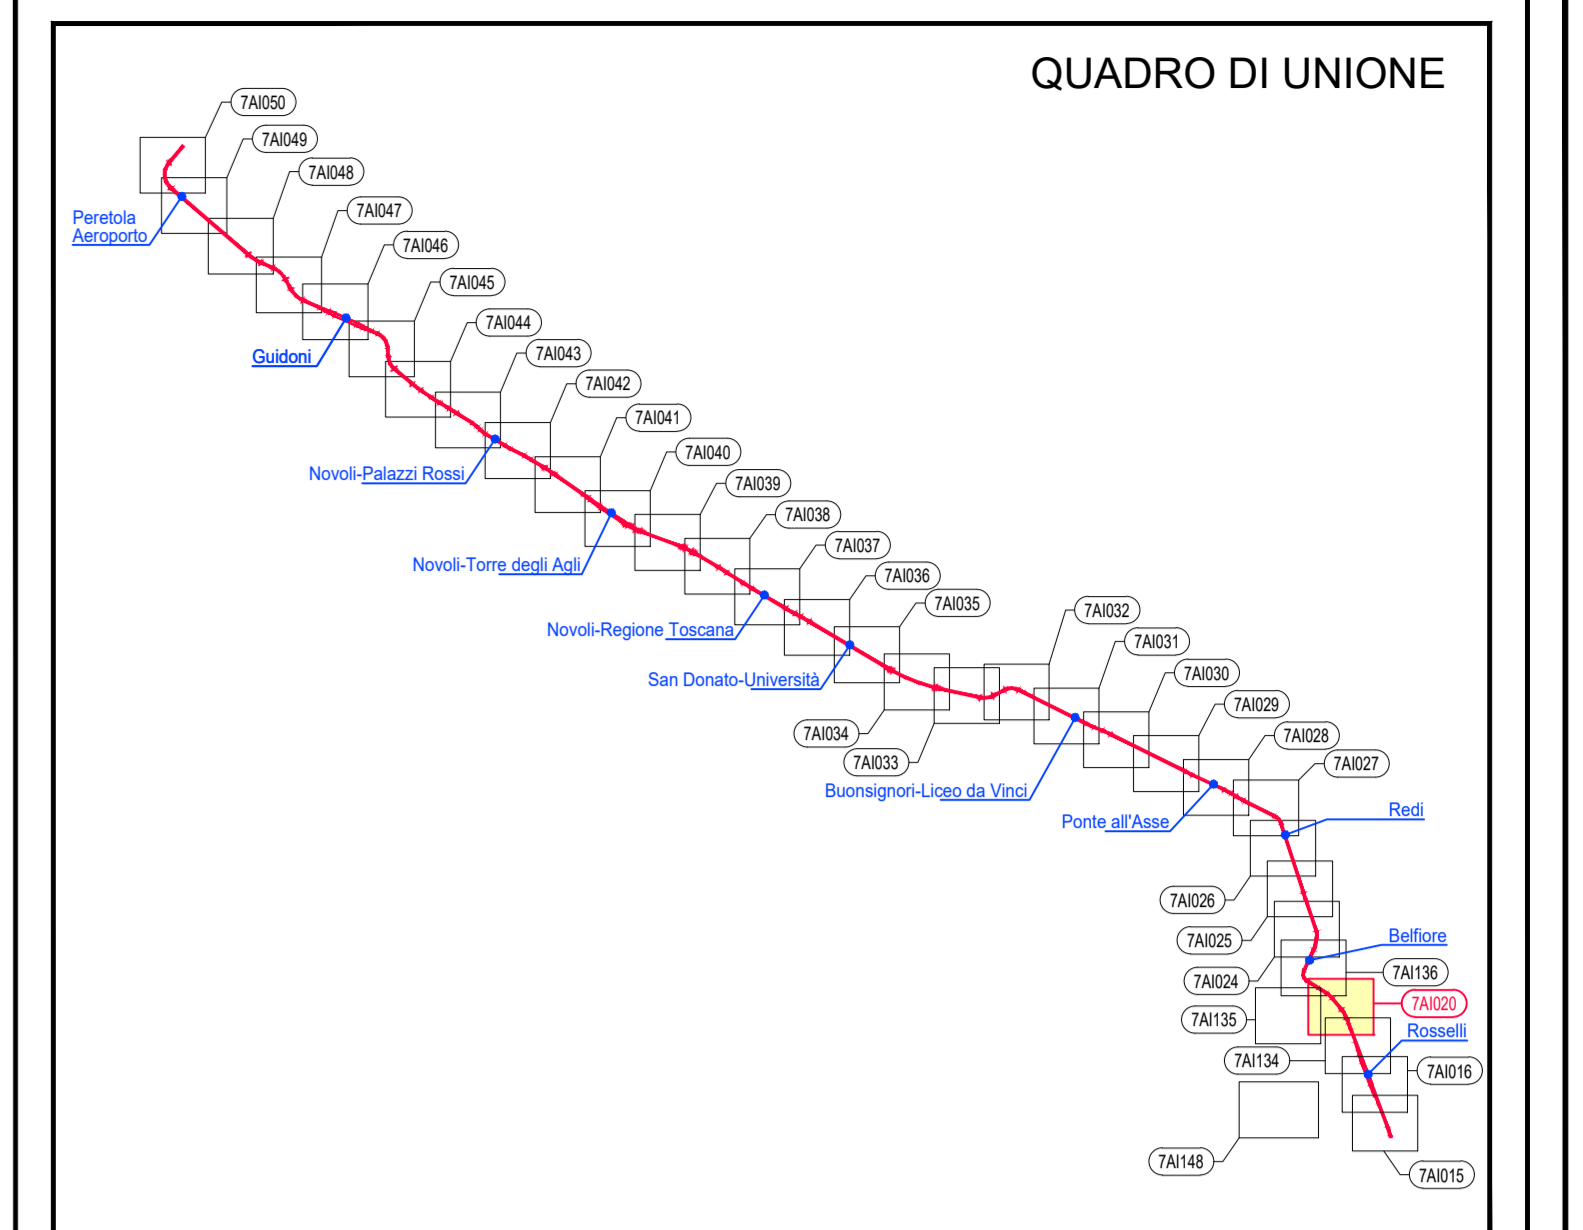 QUADRO DI UNIONE
7AI050
7AI049
7AI048
7AI047
Peretola
Aeroporto
7AI046
7AI045
7AI044
Guidoni
7AI043
7AI042
7AI041
7AI040
Novoli-Palazzi Rossi
7AI039
7AI038
7AI037
Novoli-Torre degli Agli
7AI036
7AI035
7AI032
Novoli-Regione Toscana
7AI031
7AI030
San Donato-Università
7AI029
7AI034
7AI028
7AI033
7AI027
Buonsignori-Liceo da Vinci
Redi
Ponte all'Asse
7AI026
7AI025
Belfiore
7AI136
7AI024
7AI020
7AI135
Rosselli
7AI134
7AI016
7AI148
7AI015